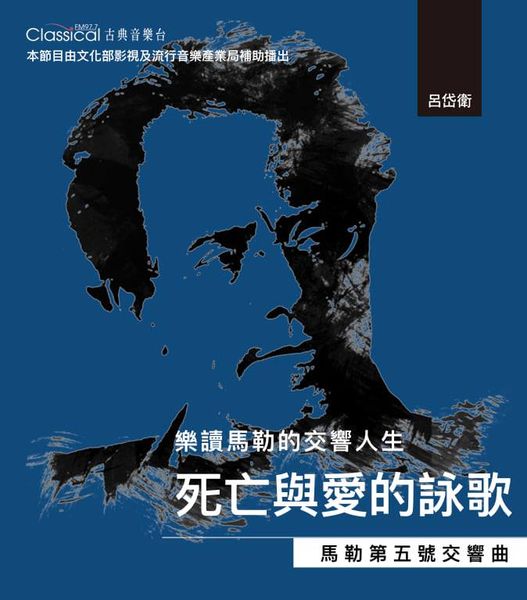 FM97.7
Classical 古典音樂台
本節目由文化部影視及流行音樂產業局補助播出
呂岱衛
樂讀馬勒的交響人生
死亡與愛的詠歌
馬勒第五號交響曲